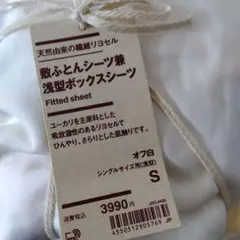 天然由来の繊維リヨセル
敷ふとんシーツ兼
浅型ボックスシーツ
Fitted sheet
ユーカリを主原料とした
吸放湿性のあるリヨセルで
ひんやり、さらりとした肌触りです。
オフ白
シングルサイズ用(浅型)
S
消費税込
3990円
4550512905769